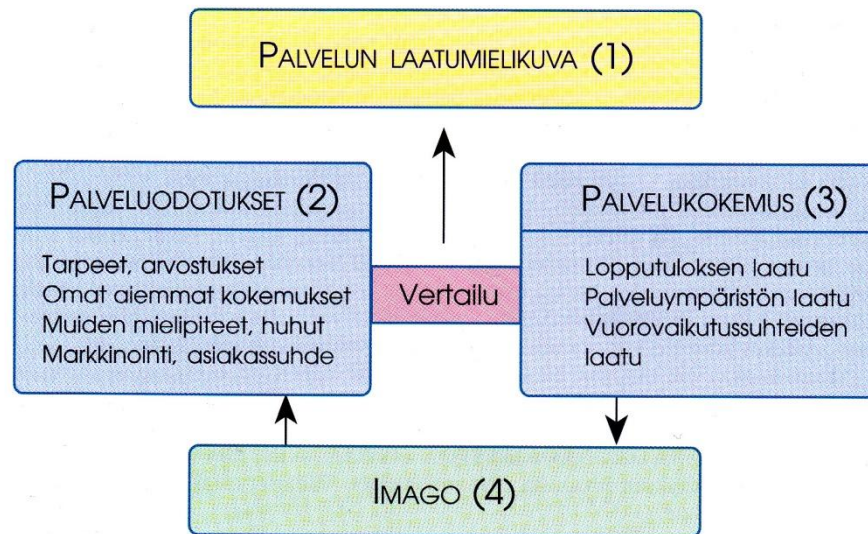 PALVELUN LAATUMIELIKUVA (1)
PALVELUODOTUKSET (2)
Tarpeet, arvostukset
Omat aiemmat kokemukset
Muiden mielipiteet, huhut
Markkinointi, asiakassuhde
Vertailu
PALVELUKOKEMUS (3)
Lopputuloksen laatu
Palveluympäristön laatu
Vuorovaikutussuhteiden
laatu
IMAGO (4)